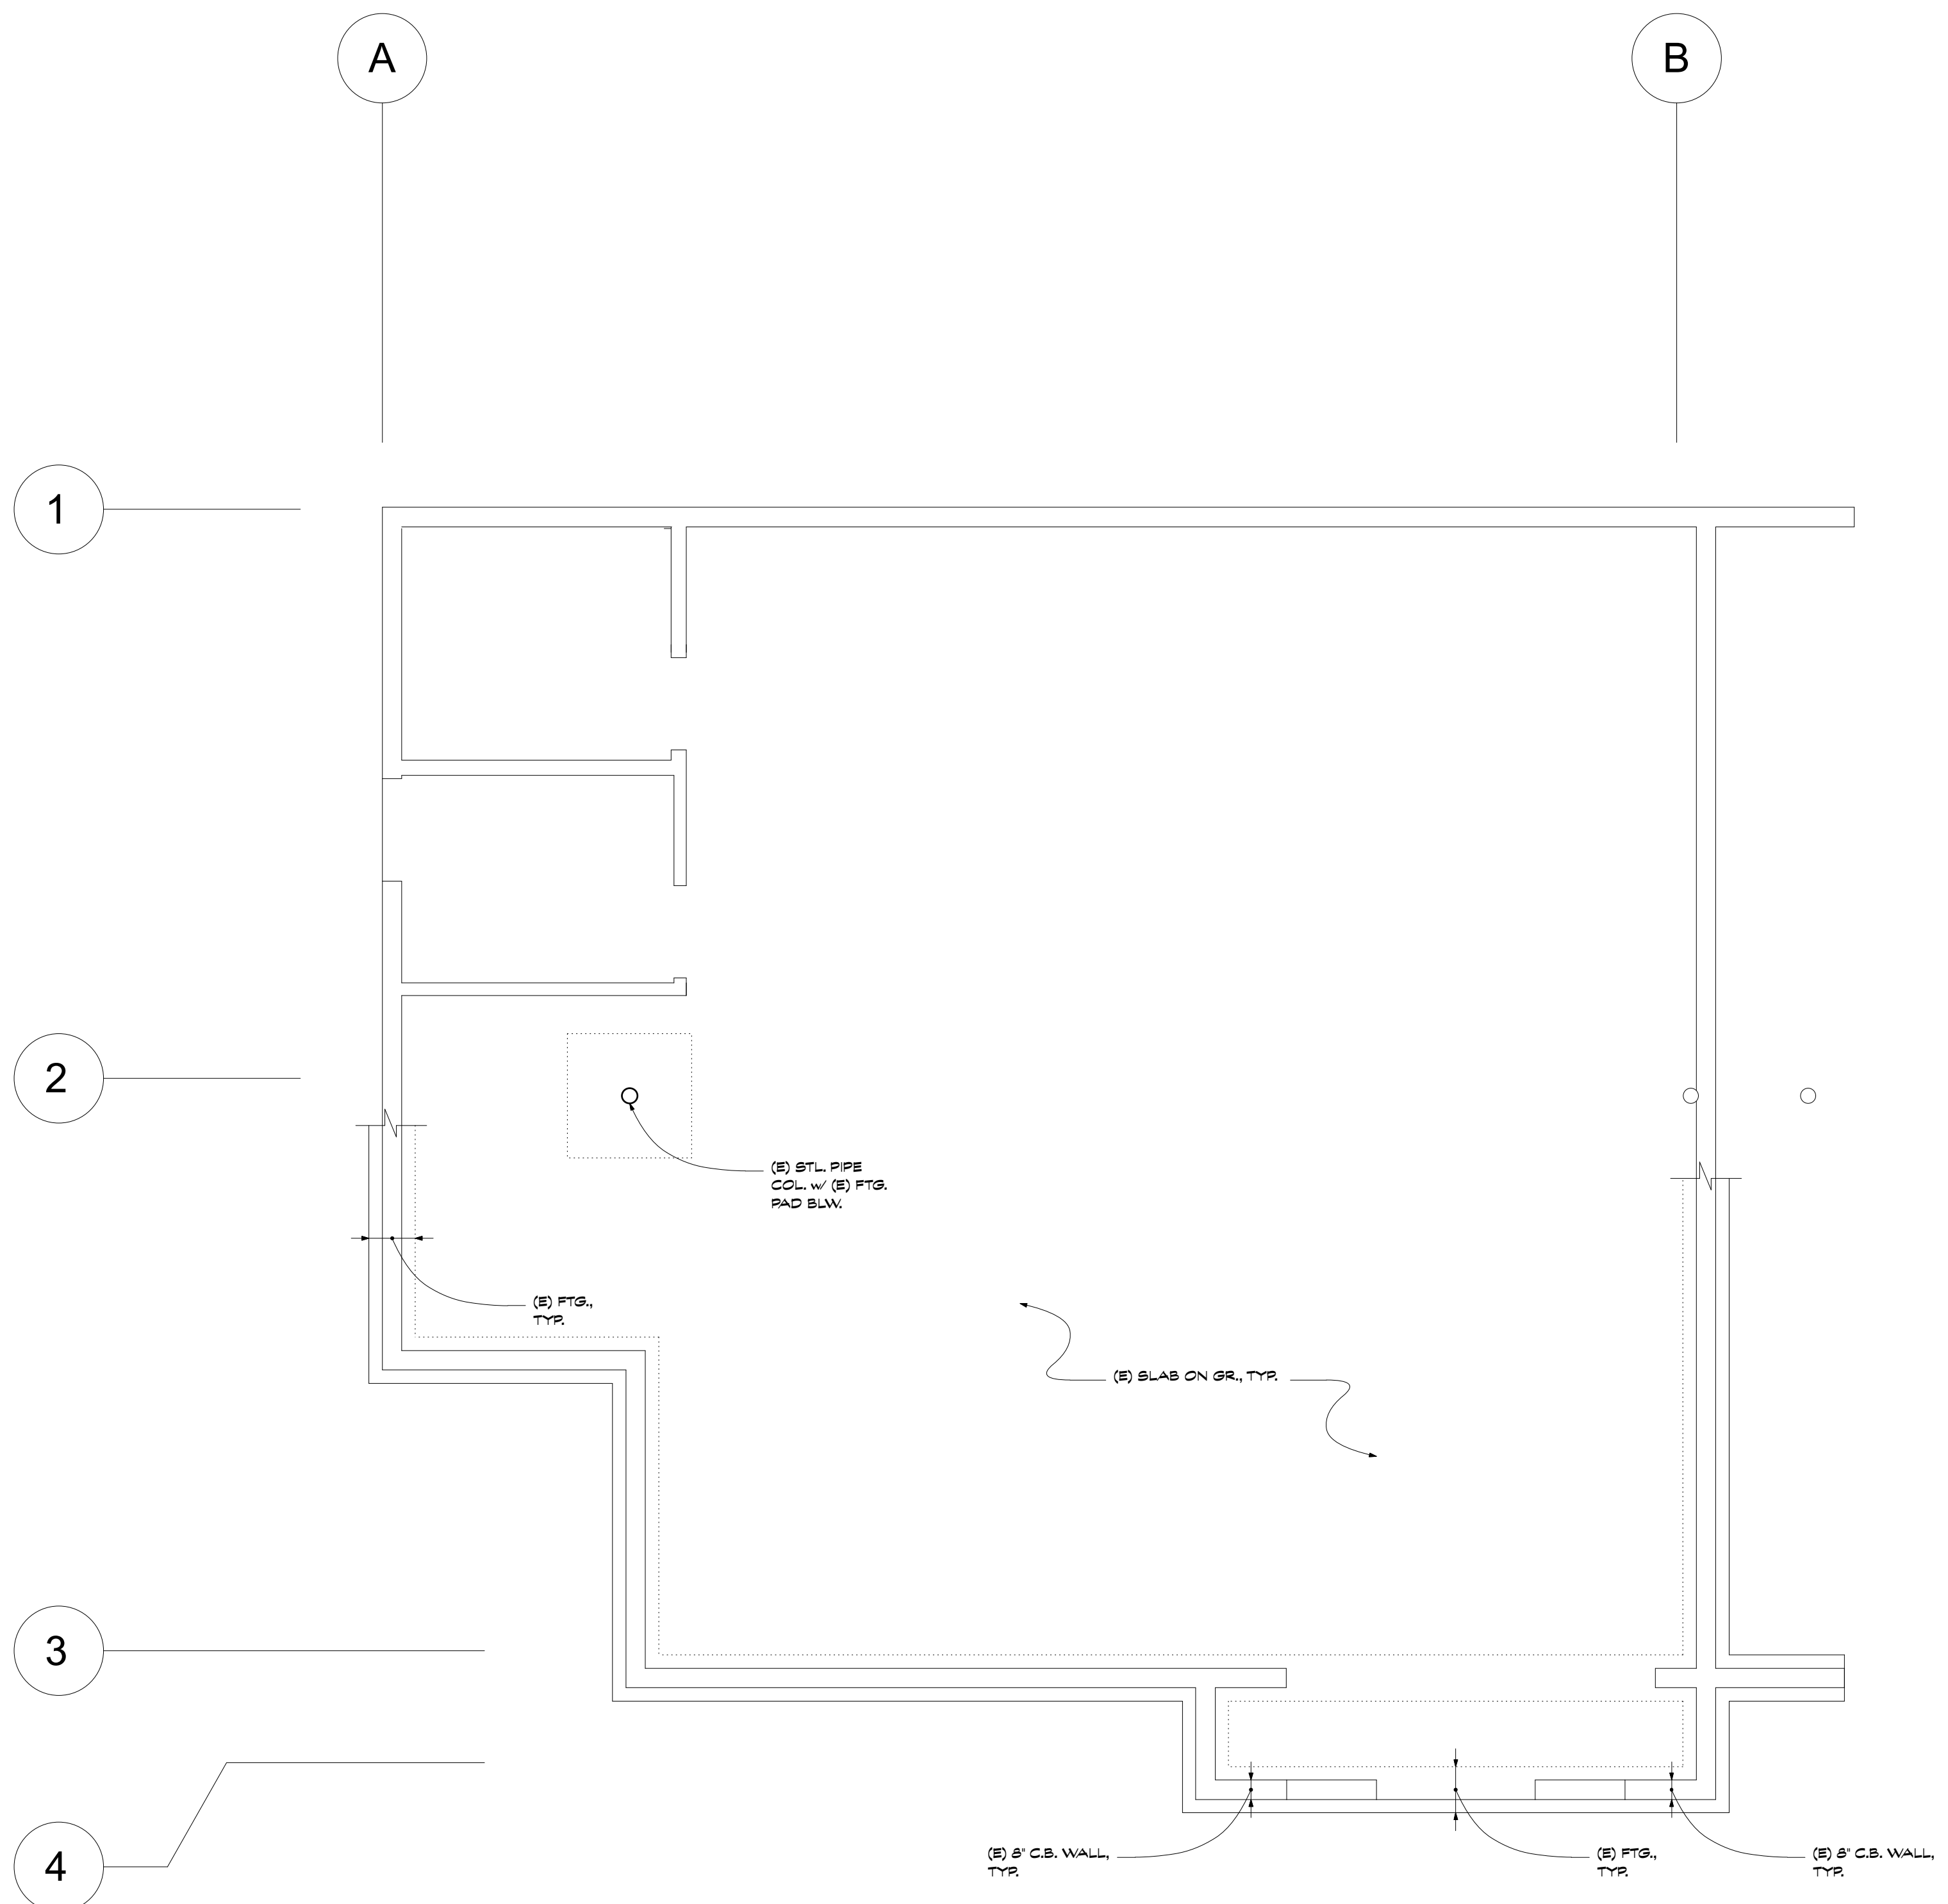 A
B
1
2
(E) STL. PIPE
COL. w/ (E) FTG.
PAD BLW.
(E) FTG.,
TYP.
(E) SLAB ON GR., TYP.
3
4
(E) 8" C.B. WALL,
TYP.
(E) FTG.,
TYP.
(E) 8" C.B. WALL,
TYP.